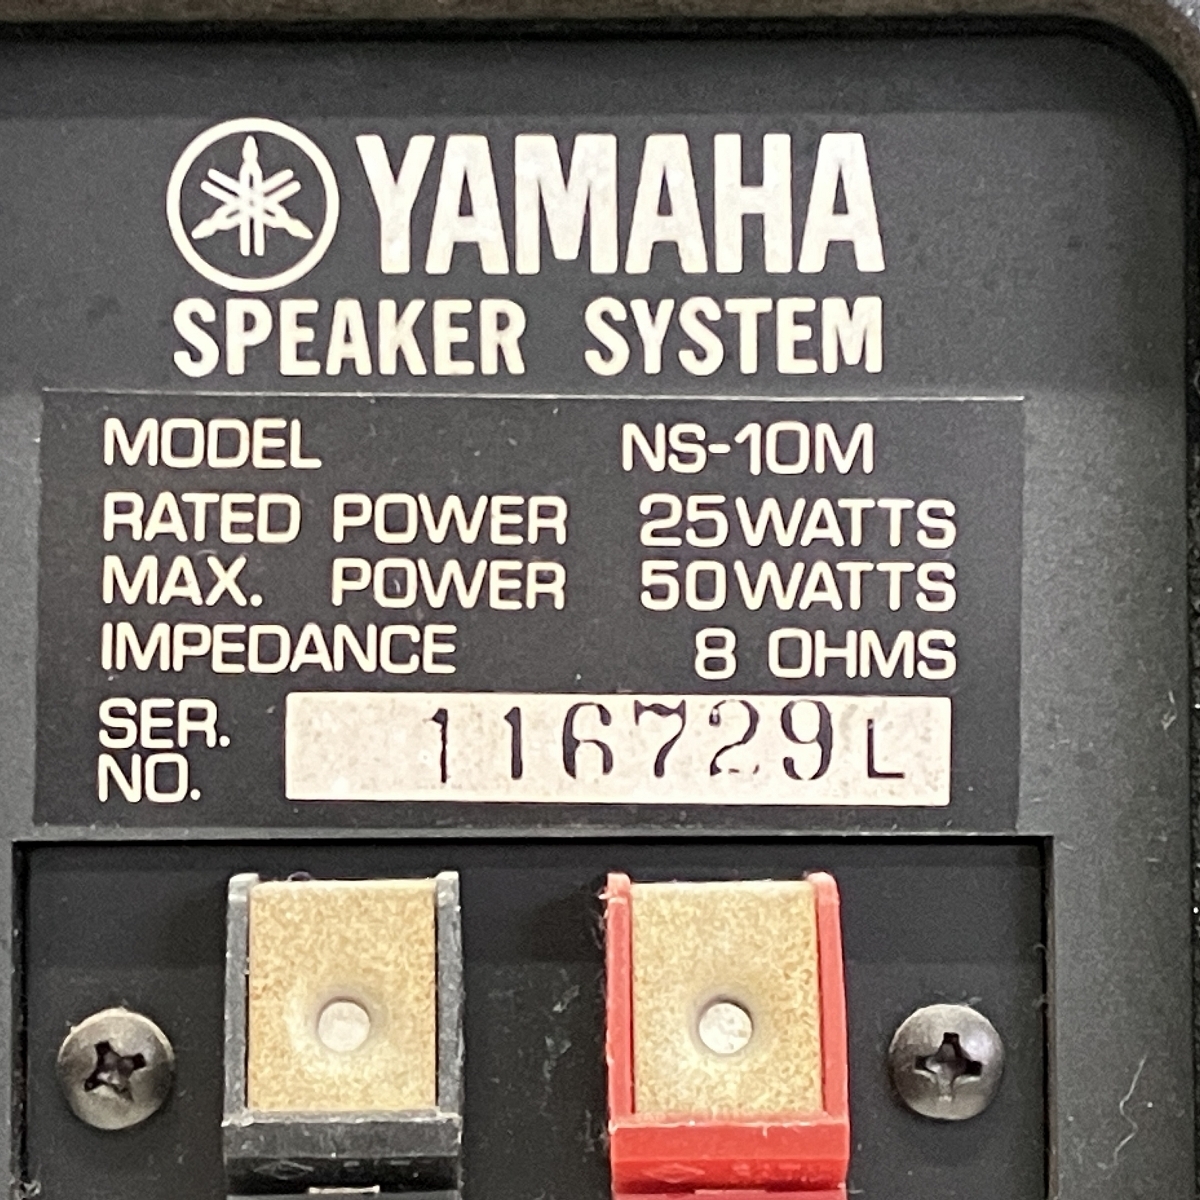 YAMAHA
SPEAKER SYSTEM
MODEL NS-10M
RATED POWER 25WATTS
MAX. POWER 50WATTS
IMPEDANCE 8 OHMS
SER. NO. 116729L